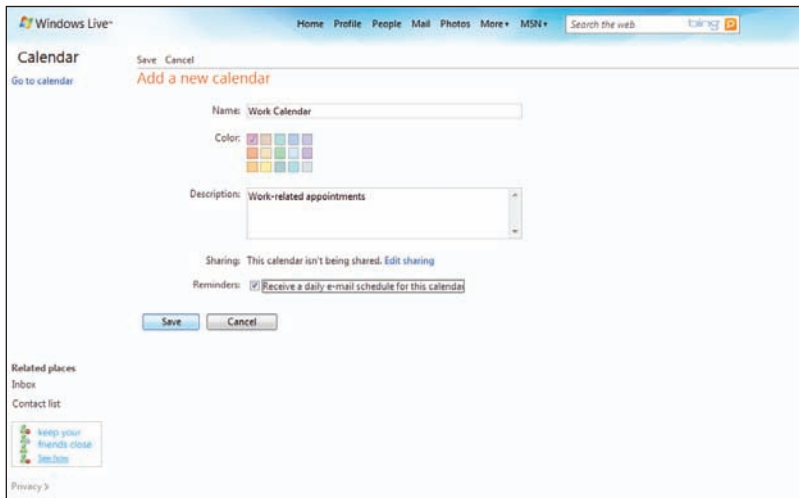 Windows Live™
Home Profile People Mail Photos More▾ MSN▾ Search the web bing
Calendar
Save Cancel
Go to calendar
Add a new calendar
Name: Work Calendar
Color:
Description: Work-related appointments
Sharing: This calendar isn't being shared. Edit sharing
Reminders: Receive a daily e-mail schedule for this calendar
Save Cancel
Related places
Inbox
Contact list
keep your
friends close
See how
Privacy >